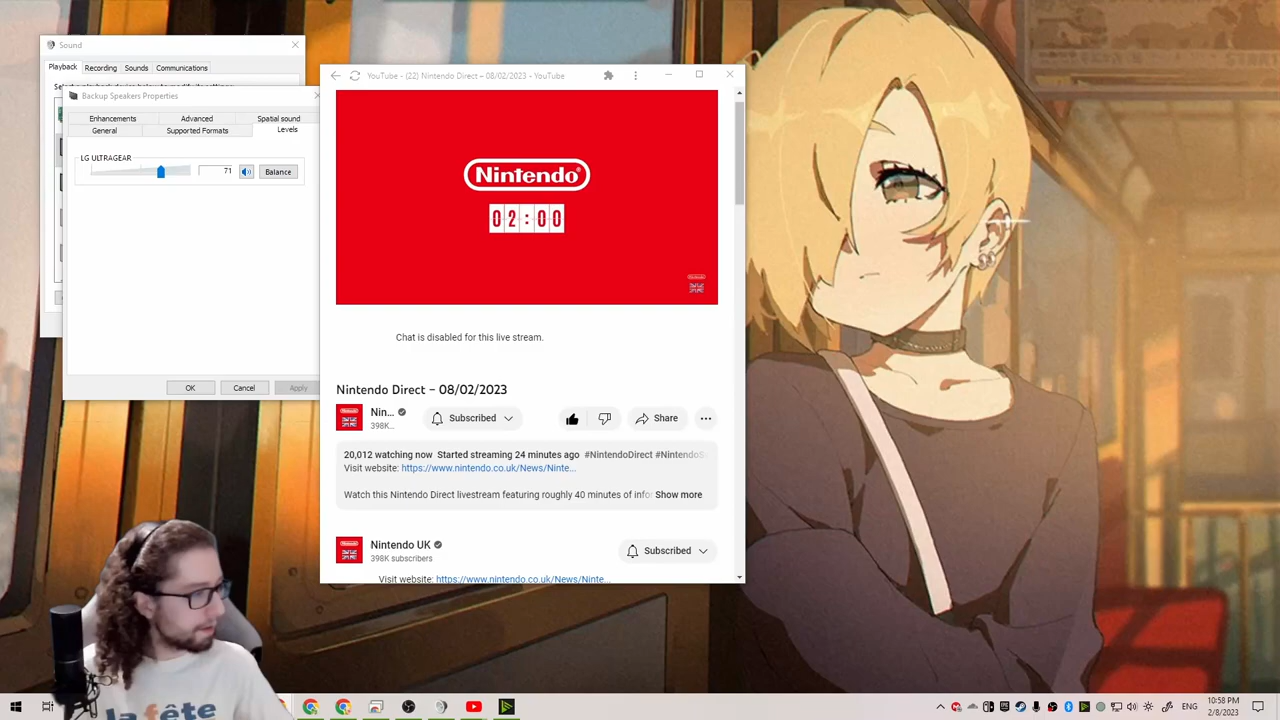 Sound
Playback
Recording
Sounds
Communications
Backup Speakers Properties
Enhancements
Advanced
Spatial sound
General
Supported Formats
Levels
LG ULTRAGEAR
71
Balance
OK
Cancel
Apply
YouTube - (22) Nintendo Direct – 08/02/2023 - YouTube
Nintendo
02:00
Chat is disabled for this live stream.
Nintendo Direct – 08/02/2023
Nin...
398K...
Subscribed
Share
20,012 watching now Started streaming 24 minutes ago #NintendoDirect
Visit website: https://www.nintendo.co.uk/News/Ninte...
Watch this Nintendo Direct livestream featuring roughly 40 minutes of info Show more
Nintendo UK
398K subscribers
Subscribed
Visit website: https://www.nintendo.co.uk/News/Ninte...
la fête
ENG
10:58 PM
2/8/2023